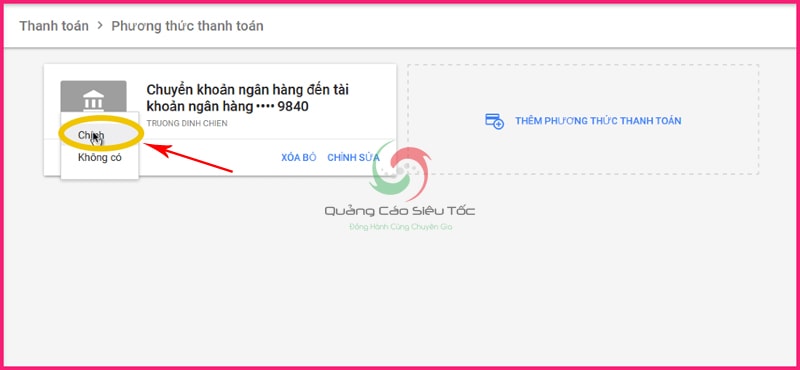 Thanh toán > Phương thức thanh toán
Chuyển khoản ngân hàng đến tài
khoản ngân hàng •••• 9840
TRUONG DINH CHIEN
Chính
Không có
XÓA BỎ CHỈNH SỬA
THÊM PHƯƠNG THỨC THANH TOÁN
Quảng Cáo Siêu Tốc
Đồng Hành Cùng Chuyên Gia